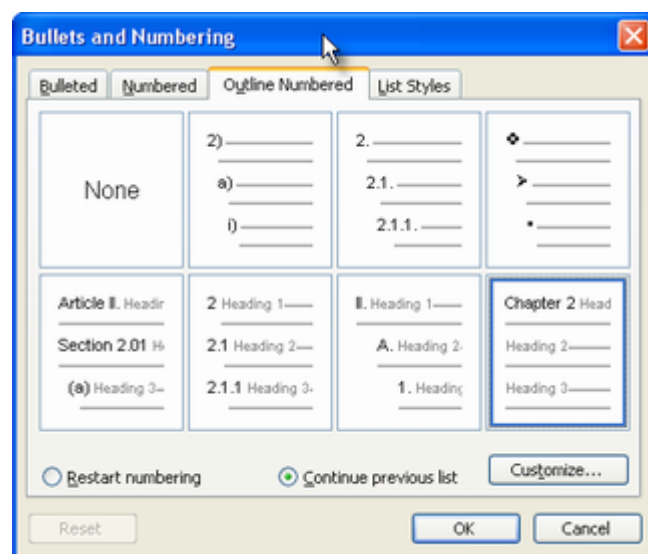 Bullets and Numbering
Bulleted Numbered Outline Numbered List Styles
None
2)
a)
i)
2.
2.1.
2.1.1.
Article II. Headin
Section 2.01 H
(a) Heading 3
2 Heading 1
2.1 Heading 2
2.1.1 Heading 3
II. Heading 1
A. Heading 2
1. Heading
Chapter 2 Head
Heading 2
Heading 3
Restart numbering
Continue previous list
Customize...
Reset
OK
Cancel